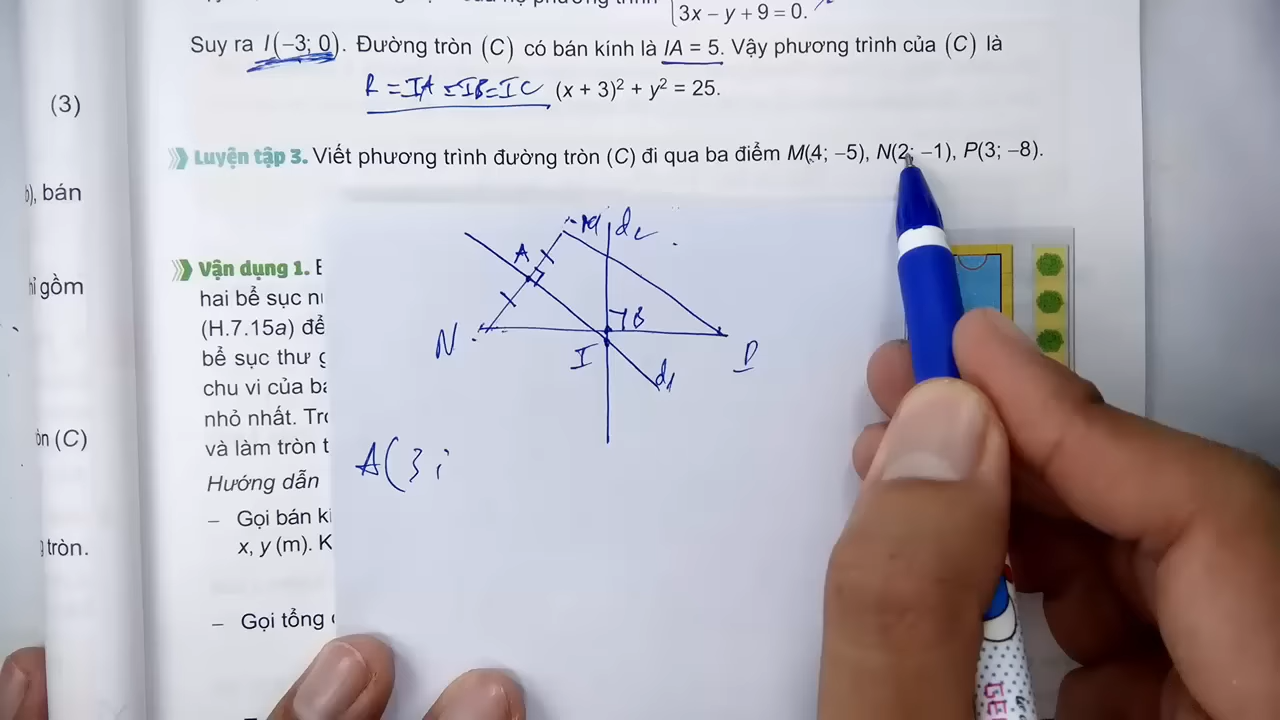 3x – y + 9 = 0.
Suy ra I(–3; 0). Đường tròn (C) có bán kính là IA = 5. Vậy phương trình của (C) là
R = IA = IB = IC (x + 3)² + y² = 25.
(3)
Luyện tập 3. Viết phương trình đường tròn (C) đi qua ba điểm M(4; –5), N(2; –1), P(3; –8).
), bán
M d₂
A
Vận dụng 1.
hai bể sục
gồm
(H.7.15a) để
B
N
I
P
bể sục thư
d₁
chu vi của
nhỏ nhất.
(C)
và làm tròn
A(3;
Hướng dẫn
– Gọi bán
tròn.
x, y (m).
– Gọi tổng